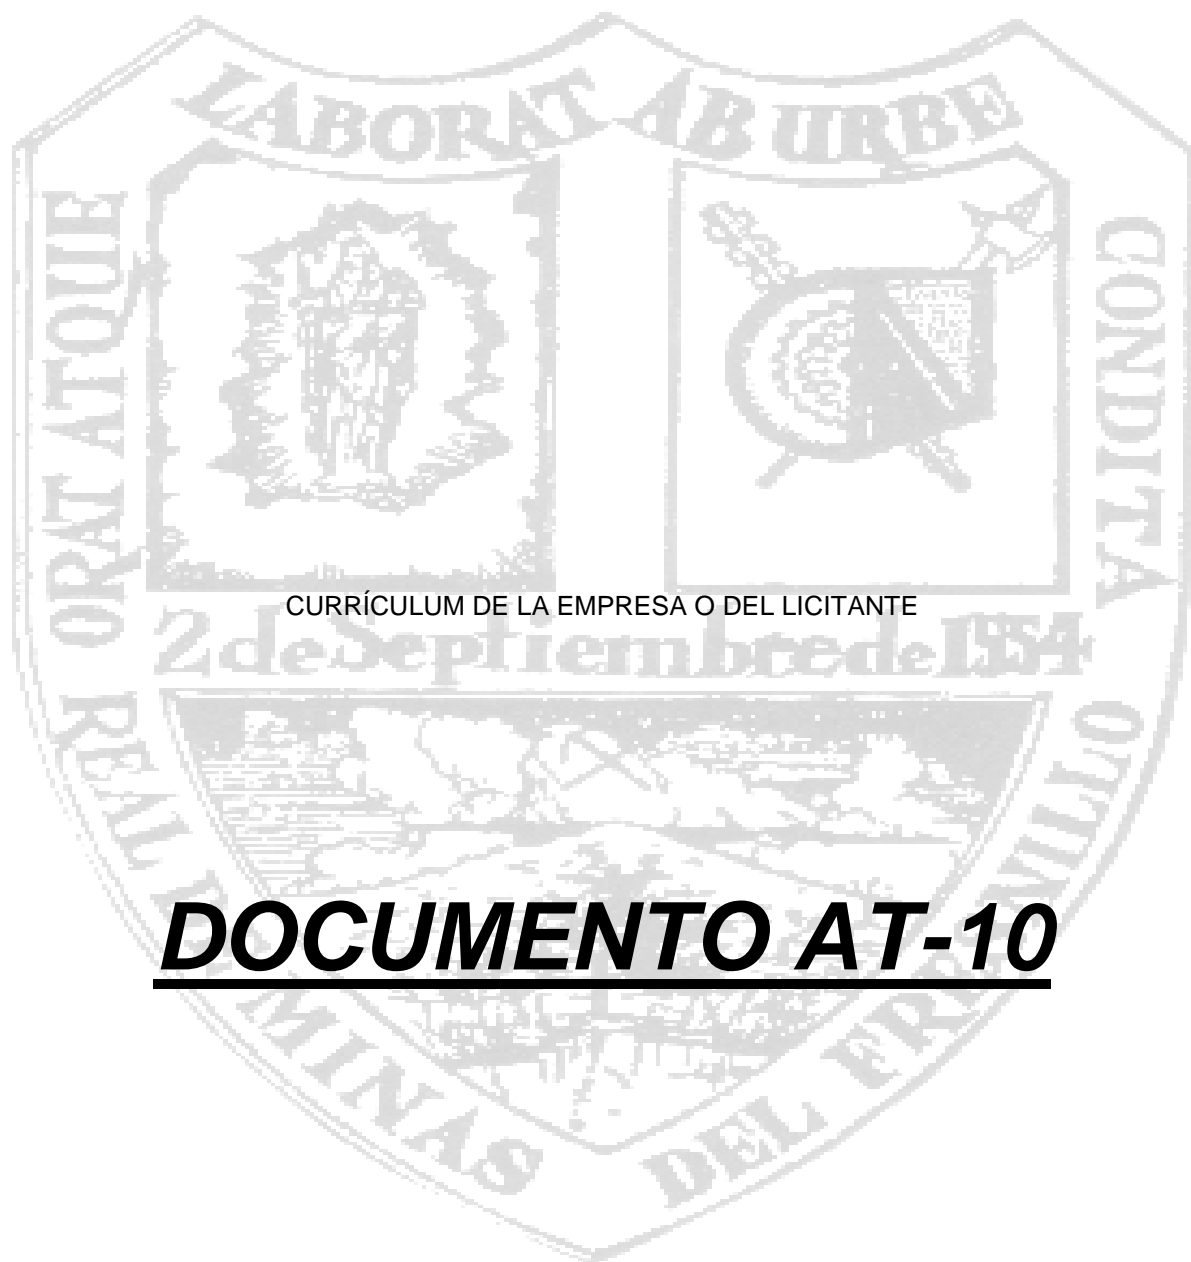 LABORAT AB URBE
CONDITA
ORAT ATQUE
CURRÍCULUM DE LA EMPRESA O DEL LICITANTE
2 de Septiembre de 1554
DOCUMENTO AT-10
REAL DE MINAS
DEL FRESNILLO